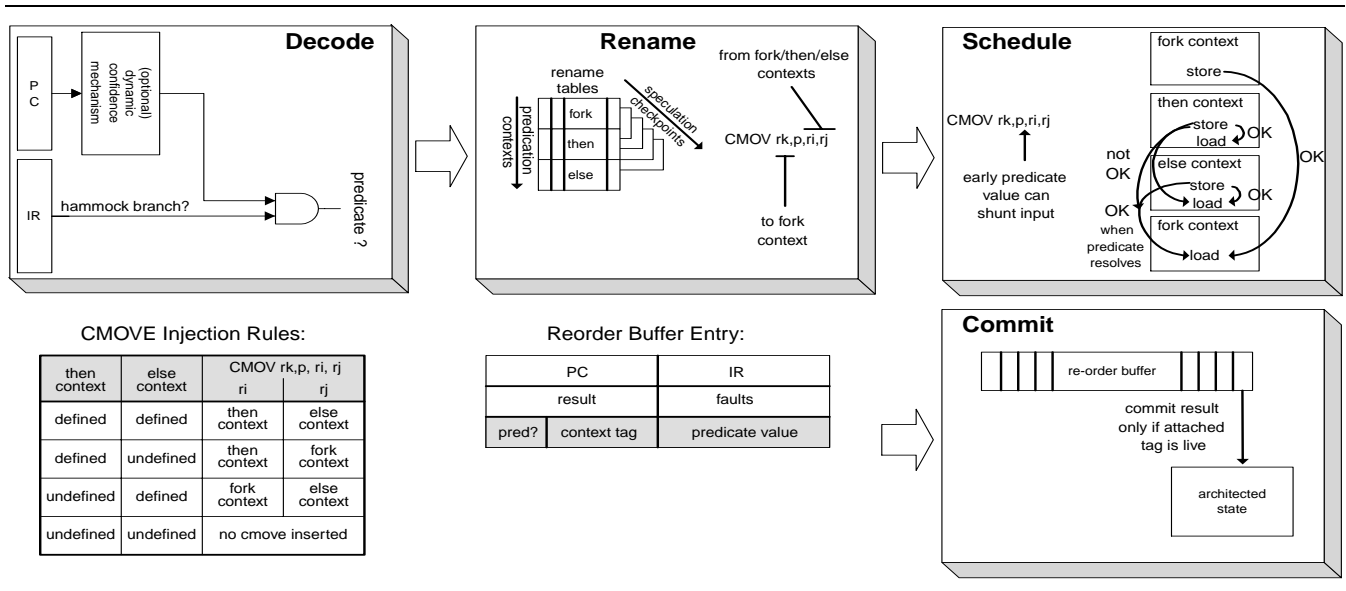 Decode
P
C
(optional)
dynamic
confidence
mechanism
IR
hammock branch?
predicate ?
Rename
rename
tables
fork
then
else
predication
contexts
speculation
checkpoints
from fork/then/else
contexts
CMOV rk,p,ri,rj
to fork
context
Schedule
CMOV rk,p,ri,rj
early predicate
value can
shunt input
fork context
store
then context
store
load
OK
else context
store
load
OK
fork context
load
OK
not
OK
OK
when
predicate
resolves
CMOVE Injection Rules:
then
context
else
context
CMOV rk,p, ri, rj
ri
rj
defined
defined
then
context
else
context
defined
undefined
then
context
fork
context
undefined
defined
fork
context
else
context
undefined
undefined
no cmove inserted
Reorder Buffer Entry:
PC
IR
result
faults
pred?
context tag
predicate value
Commit
re-order buffer
commit result
only if attached
tag is live
architected
state